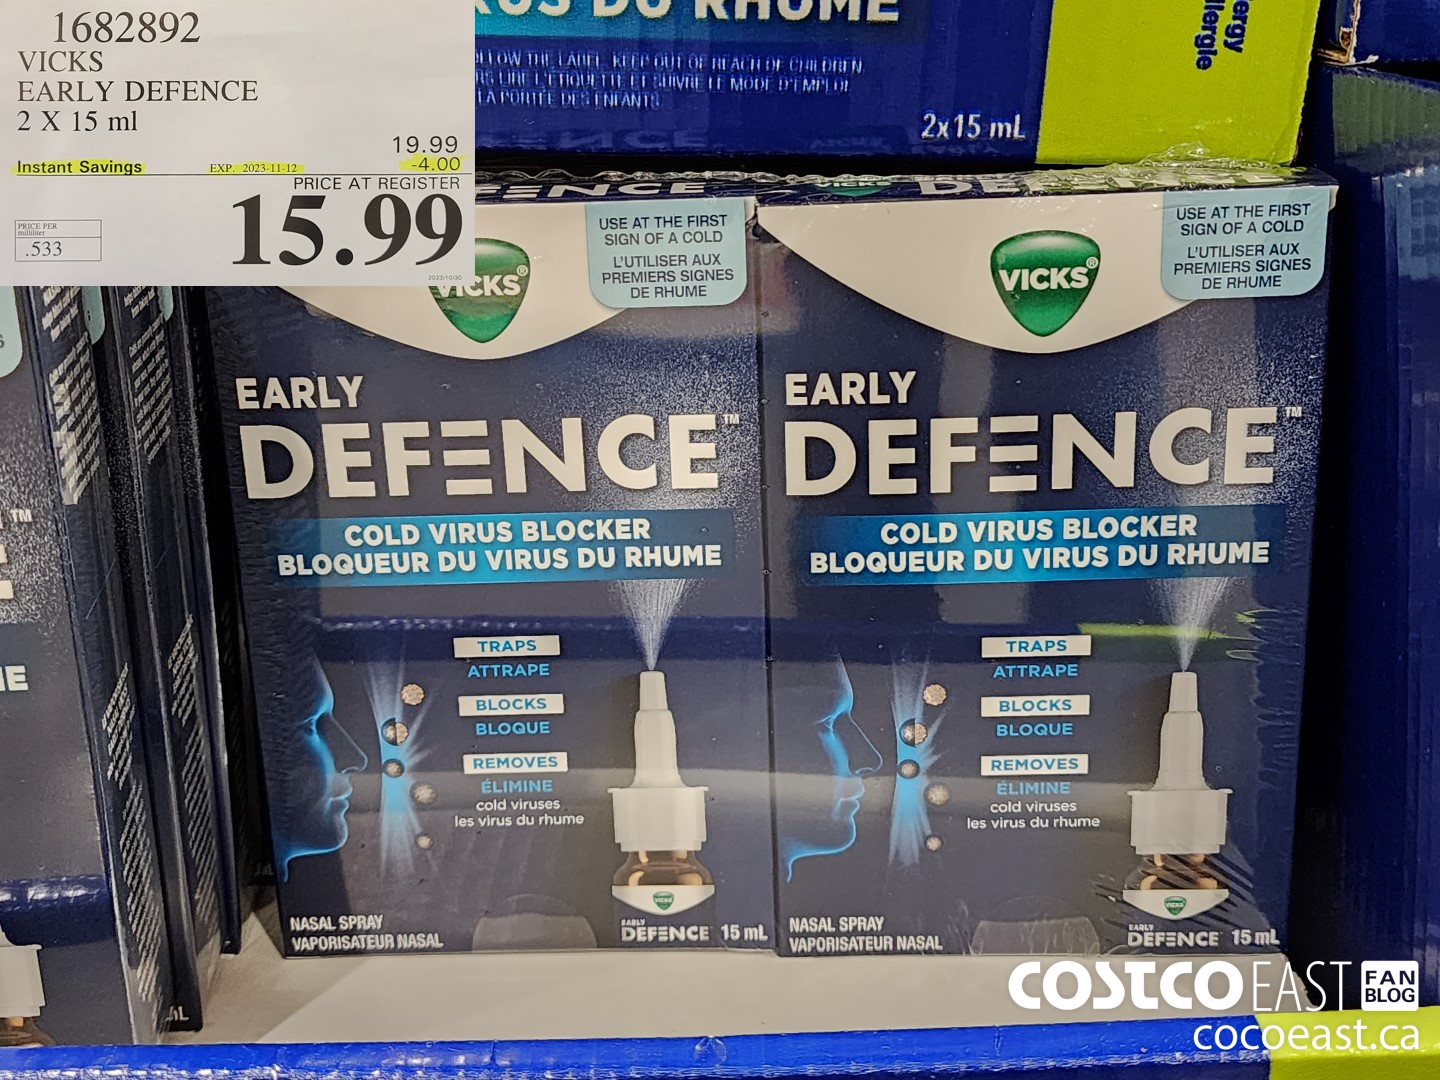 1682892
VICKS
EARLY DEFENCE
2 X 15 ml
19.99
Instant Savings EXP. 2023-11-12 -4.00
PRICE AT REGISTER
15.99
PRICE PER
milliliter
.533
2023/10/30
DU RHUME
LOW THE LABEL. KEEP OUT OF REACH OF CHILDREN.
LIRE L'ÉTIQUETTE ET SUIVRE LE MODE D'EMPLOI.
LA PORTÉE DES ENFANTS
2x15 mL
VICKS®
USE AT THE FIRST
SIGN OF A COLD
L'UTILISER AUX
PREMIERS SIGNES
DE RHUME
EARLY
DEFENCE™
COLD VIRUS BLOCKER
BLOQUEUR DU VIRUS DU RHUME
TRAPS
ATTRAPE
BLOCKS
BLOQUE
REMOVES
ÉLIMINE
cold viruses
les virus du rhume
NASAL SPRAY
VAPORISATEUR NASAL
VICKS
EARLY
DEFENCE 15 mL
VICKS®
USE AT THE FIRST
SIGN OF A COLD
L'UTILISER AUX
PREMIERS SIGNES
DE RHUME
EARLY
DEFENCE™
COLD VIRUS BLOCKER
BLOQUEUR DU VIRUS DU RHUME
TRAPS
ATTRAPE
BLOCKS
BLOQUE
REMOVES
ÉLIMINE
cold viruses
les virus du rhume
NASAL SPRAY
VAPORISATEUR NASAL
VICKS
EARLY
DEFENCE 15 mL
COSTCO EAST FAN BLOG
cocoeast.ca